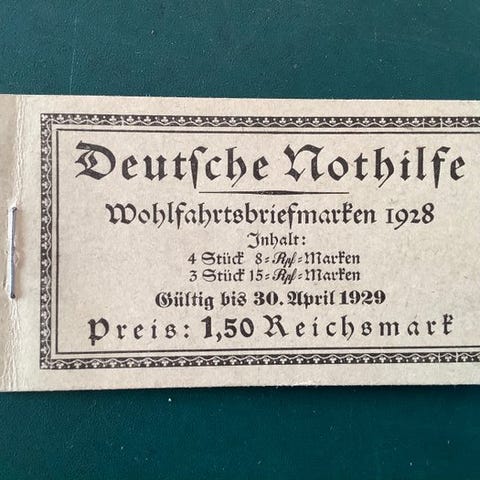 Deutsche Nothilfe
Wohlfahrtsbriefmarken 1928
Inhalt:
4 Stück 8=Rpf=Marken
3 Stück 15=Rpf=Marken
Gültig bis 30. April 1929
Preis: 1,50 Reichsmark